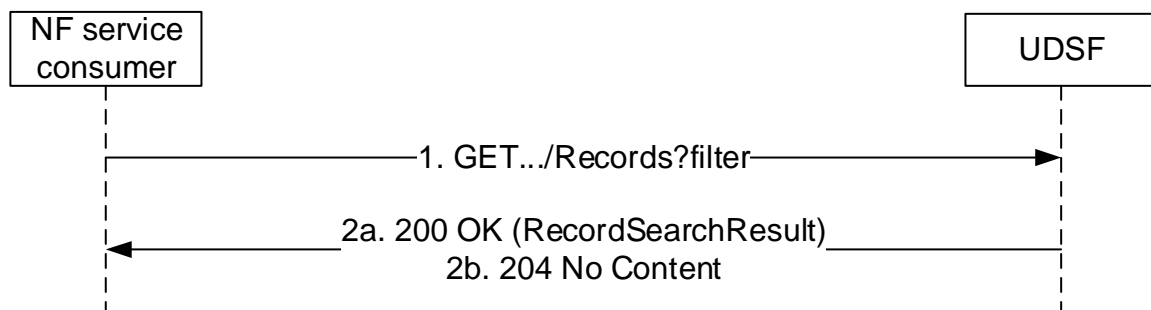 NF service
consumer
UDSF
1. GET.../Records?filter
2a. 200 OK (RecordSearchResult)
2b. 204 No Content